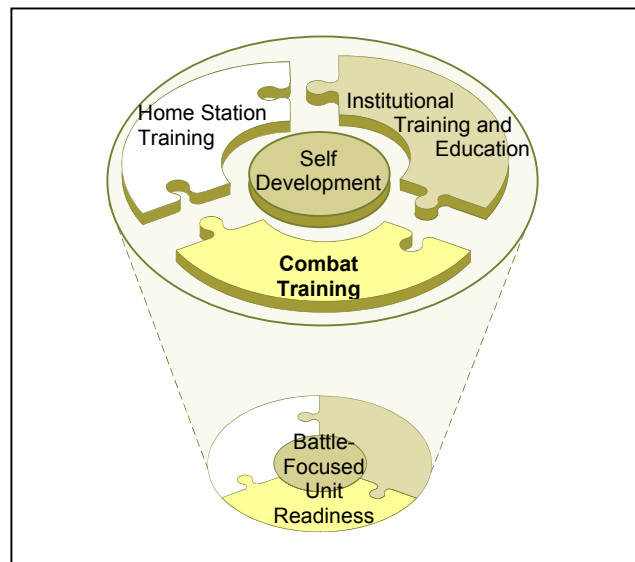 Home Station
Training
Institutional
Training and
Education
Self
Development
Combat
Training
Battle-
Focused
Unit
Readiness